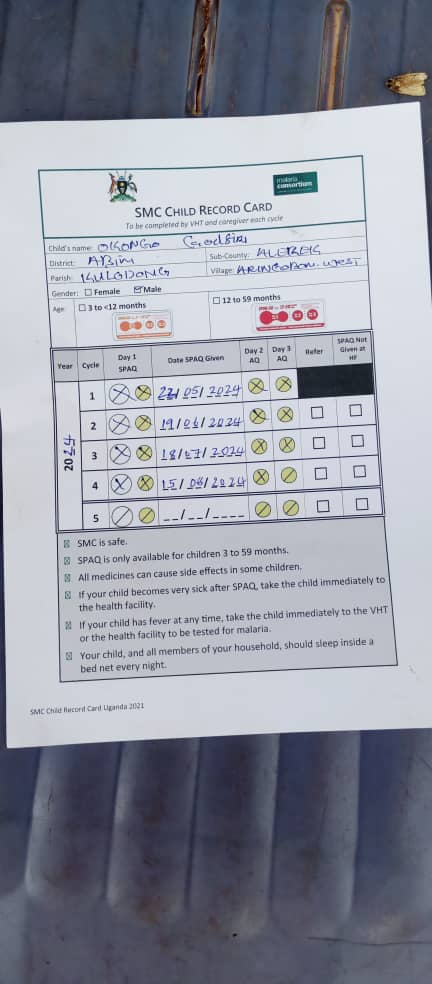 malaria consortium
SMC CHILD RECORD CARD
To be completed by VHT and caregiver each cycle
Child's name: OKONGO
District: ABim Sub-County: ALEREK
Parish: KULODONG Village: West
Gender: ☐ Female ☑ Male
Age: ☐ 3 to <12 months ☐ 12 to 59 months
Year Cycle Day 1 SPAQ Date SPAQ Given Day 2 AQ Day 3 AQ Refer SPAQ Not Given at HF
2024
1 05/2024
2 19/06/2024
3 18/07/2024
4 15/08/2024
5 __/__/____
SMC is safe.
SPAQ is only available for children 3 to 59 months.
All medicines can cause side effects in some children.
If your child becomes very sick after SPAQ, take the child immediately to
the health facility.
If your child has fever at any time, take the child immediately to the VHT
or the health facility to be tested for malaria.
Your child, and all members of your household, should sleep inside a
bed net every night.
SMC Child Record Card Uganda 2021